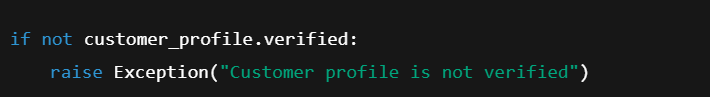 if not customer_profile.verified:
    raise Exception("Customer profile is not verified")